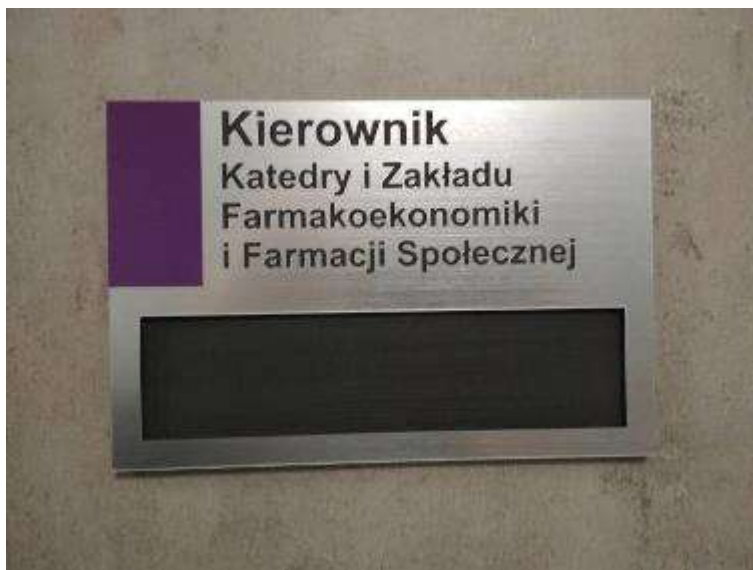 Kierownik
Katedry i Zakładu
Farmakoekonomiki
i Farmacji Społecznej